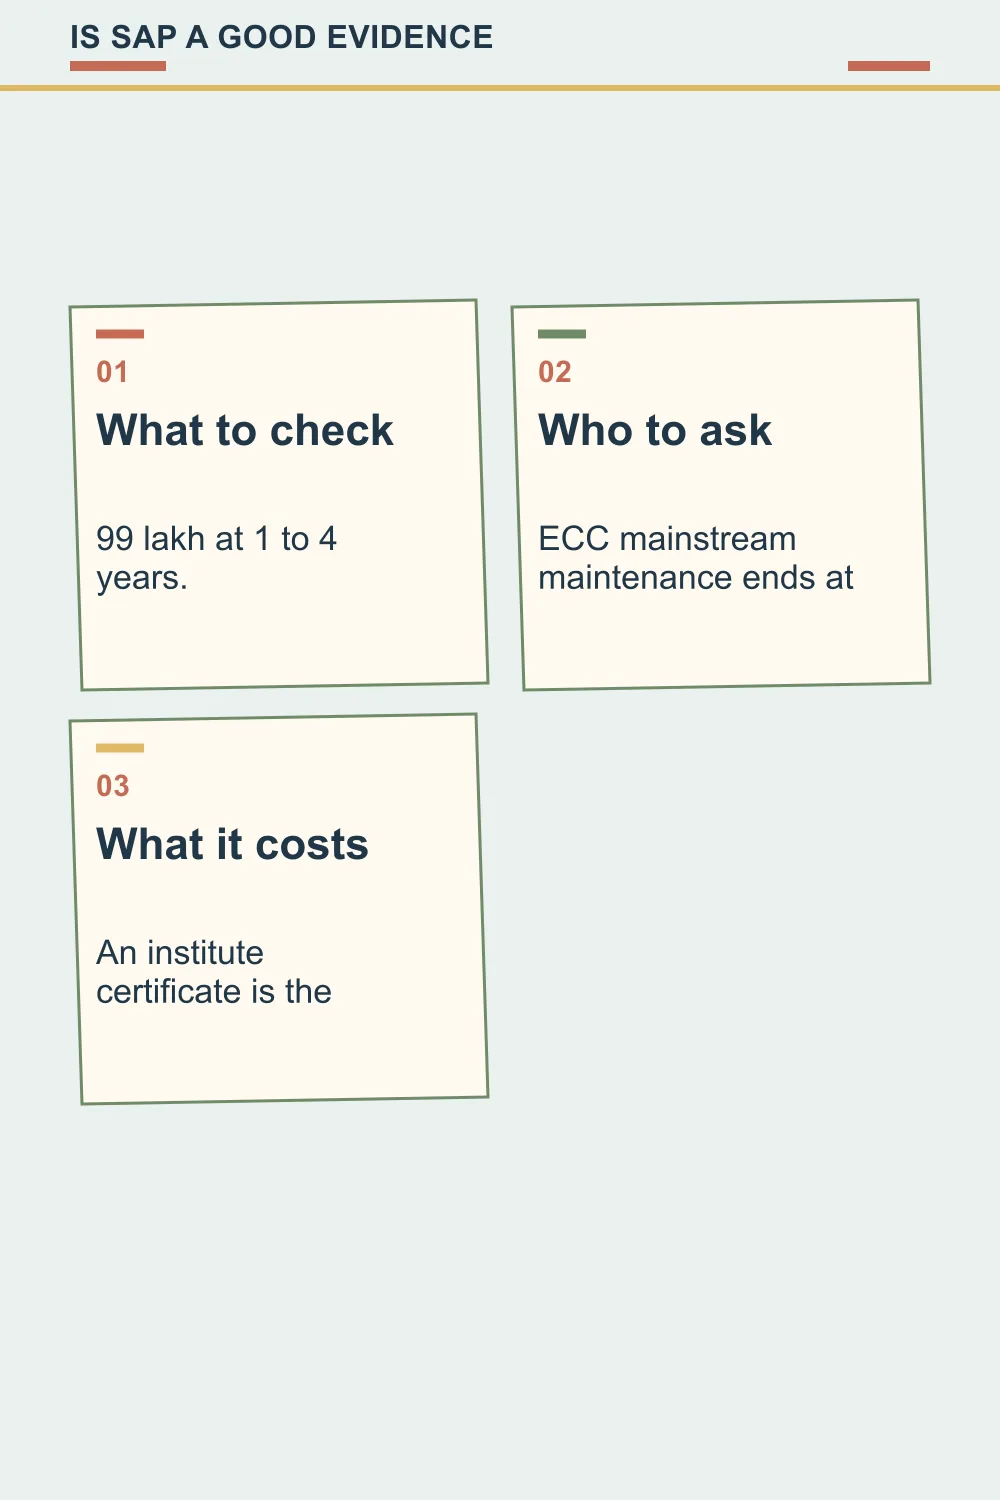 IS SAP A GOOD EVIDENCE
01
What to check
99 lakh at 1 to 4
years.
02
Who to ask
ECC mainstream
maintenance ends at
03
What it costs
An institute
certificate is the